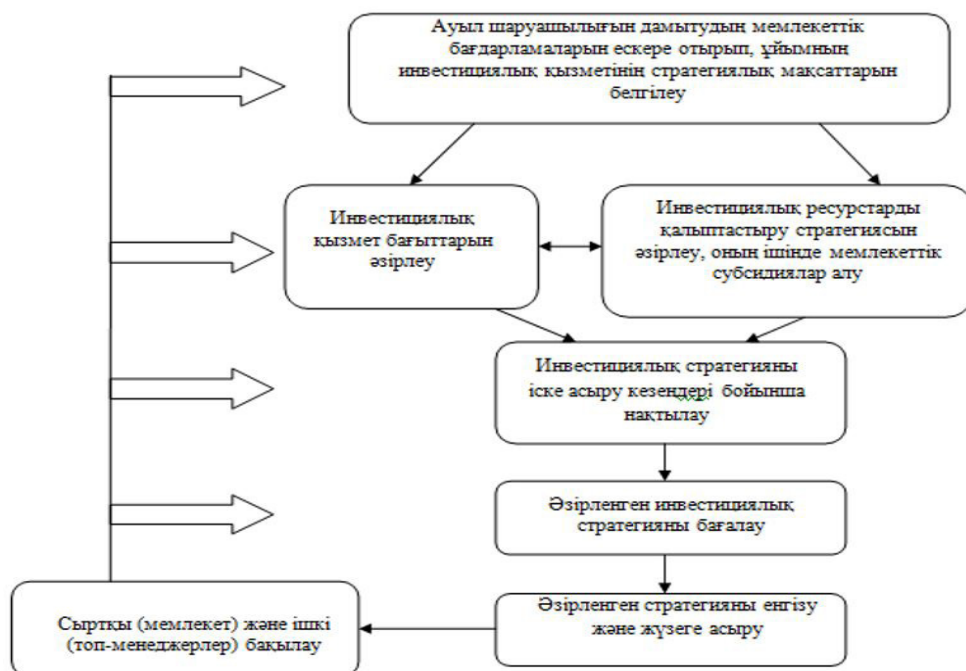 Ауыл шаруашылығын дамытудың мемлекеттік
бағдарламаларын ескере отырып, ұйымның
инвестициялық қызметінің стратегиялық мақсаттарын
белгілеу
Инвестициялық
қызмет бағыттарын
әзірлеу
Инвестициялық ресурстарды
қалыптастыру стратегиясын
әзірлеу, оның ішінде мемлекеттік
субсидиялар алу
Инвестициялық стратегияны
іске асыру кезеңдері бойынша
нақтылау
Әзірленген инвестициялық
стратегияны бағалау
Әзірленген стратегияны енгізу
және жүзеге асыру
Сыртқы (мемлекет) және ішкі
(топ-менеджерлер) бақылау